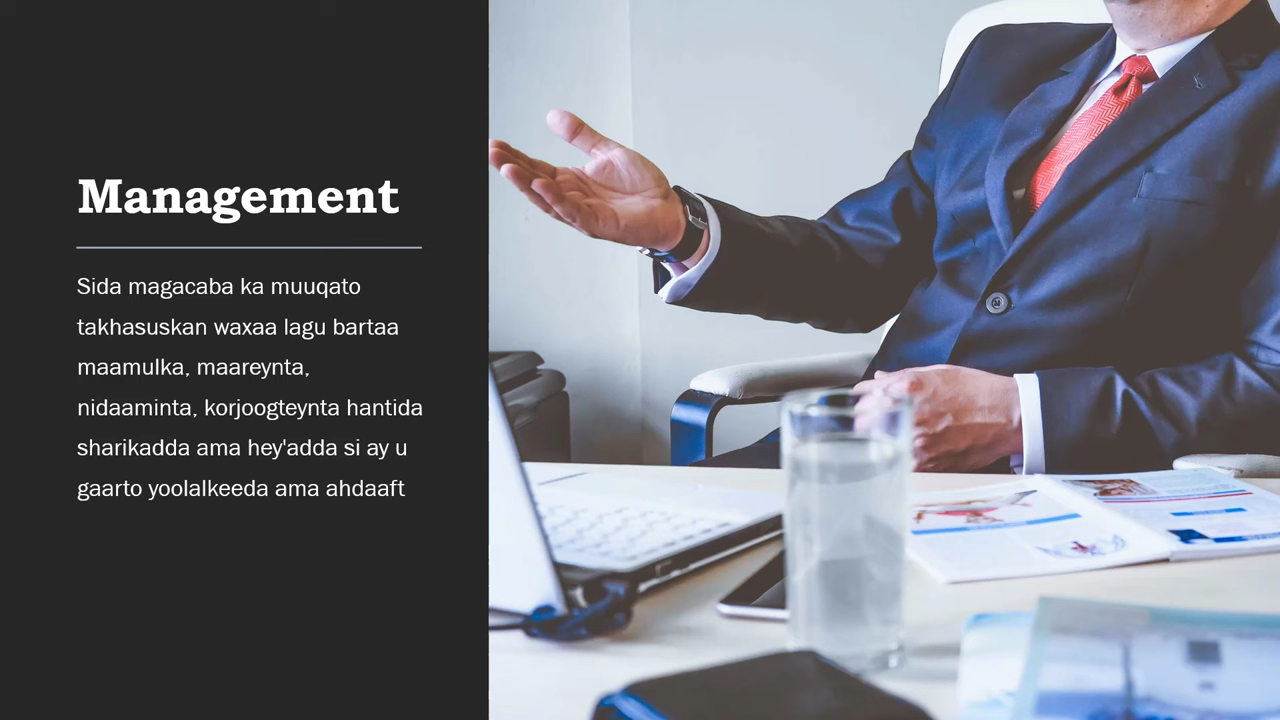 Management
Sida magacaba ka muuqato
takhasuskan waxaa lagu bartaa
maamulka, maareynta,
nidaaminta, korjoogteynta hantida
sharikadda ama hey'adda si ay u
gaarto yoolalkeeda ama ahdaaft